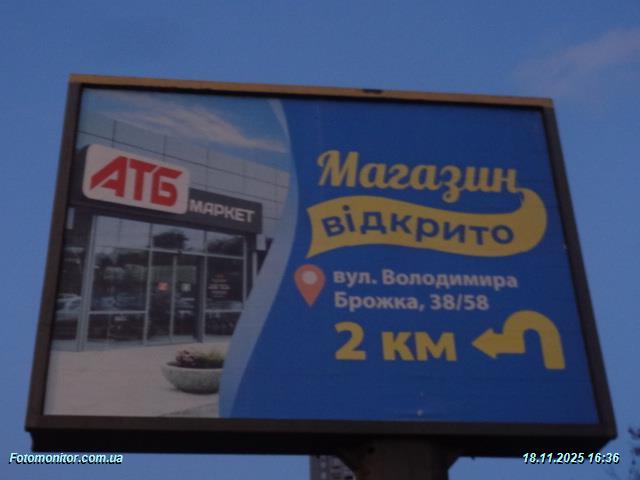 АТБ
МАРКЕТ
Магазин
відкрито
вул. Володимира
Брожка, 38/58
2 км
Fotomonitor.com.ua
18.11.2025 16:36